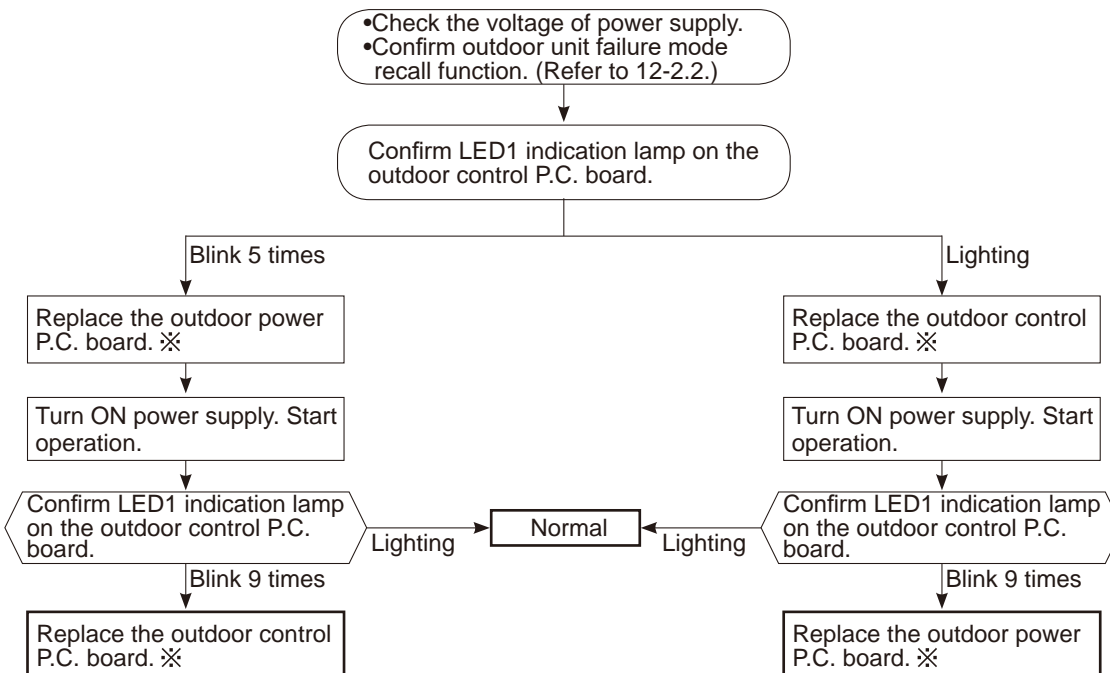 •Check the voltage of power supply.
•Confirm outdoor unit failure mode
recall function. (Refer to 12-2.2.)
Confirm LED1 indication lamp on the
outdoor control P.C. board.
Blink 5 times
Lighting
Replace the outdoor power
P.C. board. ※
Replace the outdoor control
P.C. board. ※
Turn ON power supply. Start
operation.
Turn ON power supply. Start
operation.
Confirm LED1 indication lamp
on the outdoor control P.C.
board.
Lighting
Normal
Lighting
Confirm LED1 indication lamp
on the outdoor control P.C.
board.
Blink 9 times
Blink 9 times
Replace the outdoor control
P.C. board. ※
Replace the outdoor power
P.C. board. ※